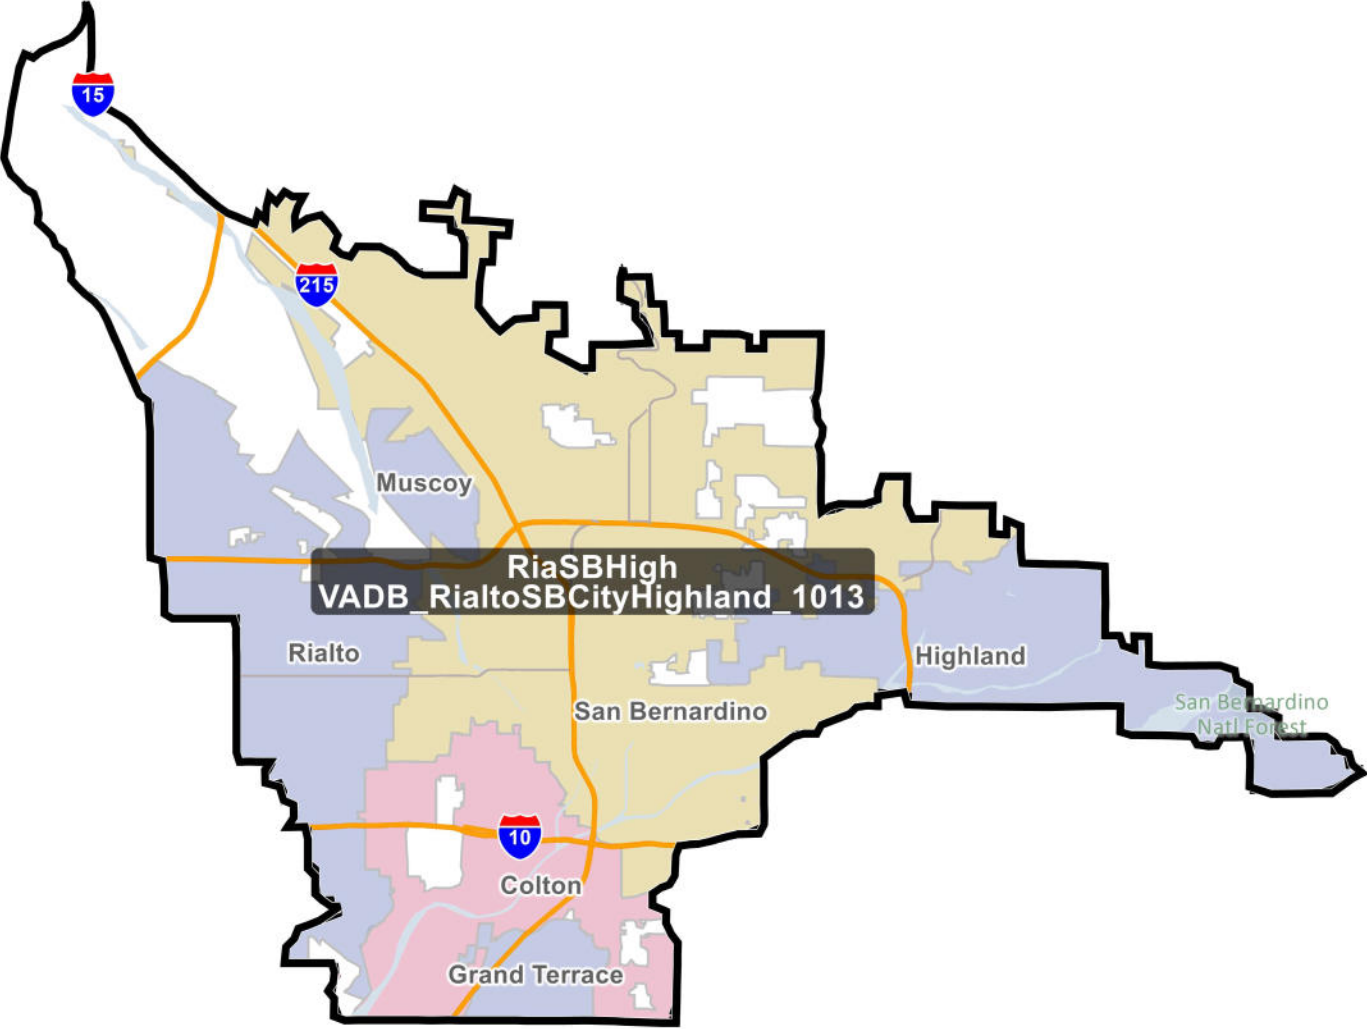 15
215
Muscoy
RiaSBHigh
VADB_RialtoSBCityHighland_1013
Rialto
Highland
San Bernardino
Natl Forest
San Bernardino
10
Colton
Grand Terrace